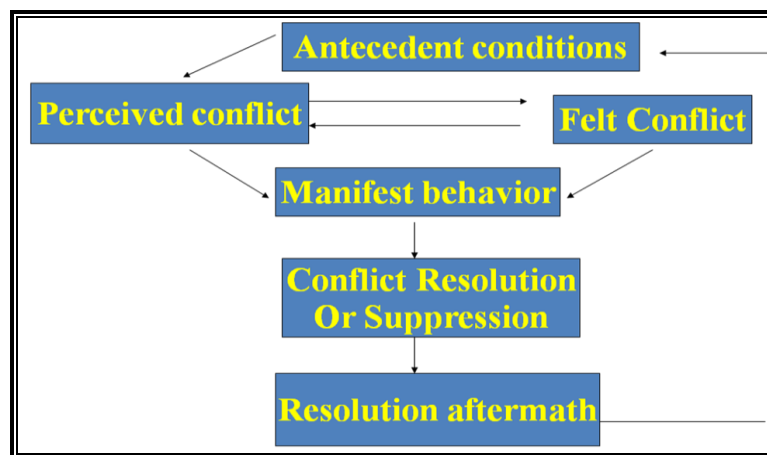 Antecedent conditions
Perceived conflict
Felt Conflict
Manifest behavior
Conflict Resolution
Or Suppression
Resolution aftermath